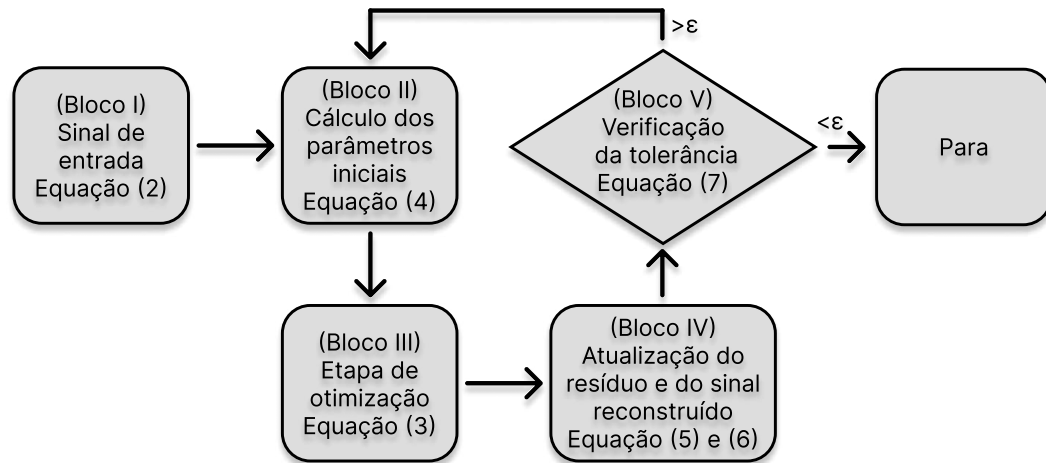 (Bloco I)
Sinal de
entrada
Equação (2)
(Bloco II)
Cálculo dos
parâmetros
iniciais
Equação (4)
(Bloco III)
Etapa de
otimização
Equação (3)
(Bloco IV)
Atualização do
resíduo e do sinal
reconstruído
Equação (5) e (6)
(Bloco V)
Verificação
da tolerância
Equação (7)
>ε
<ε
Para